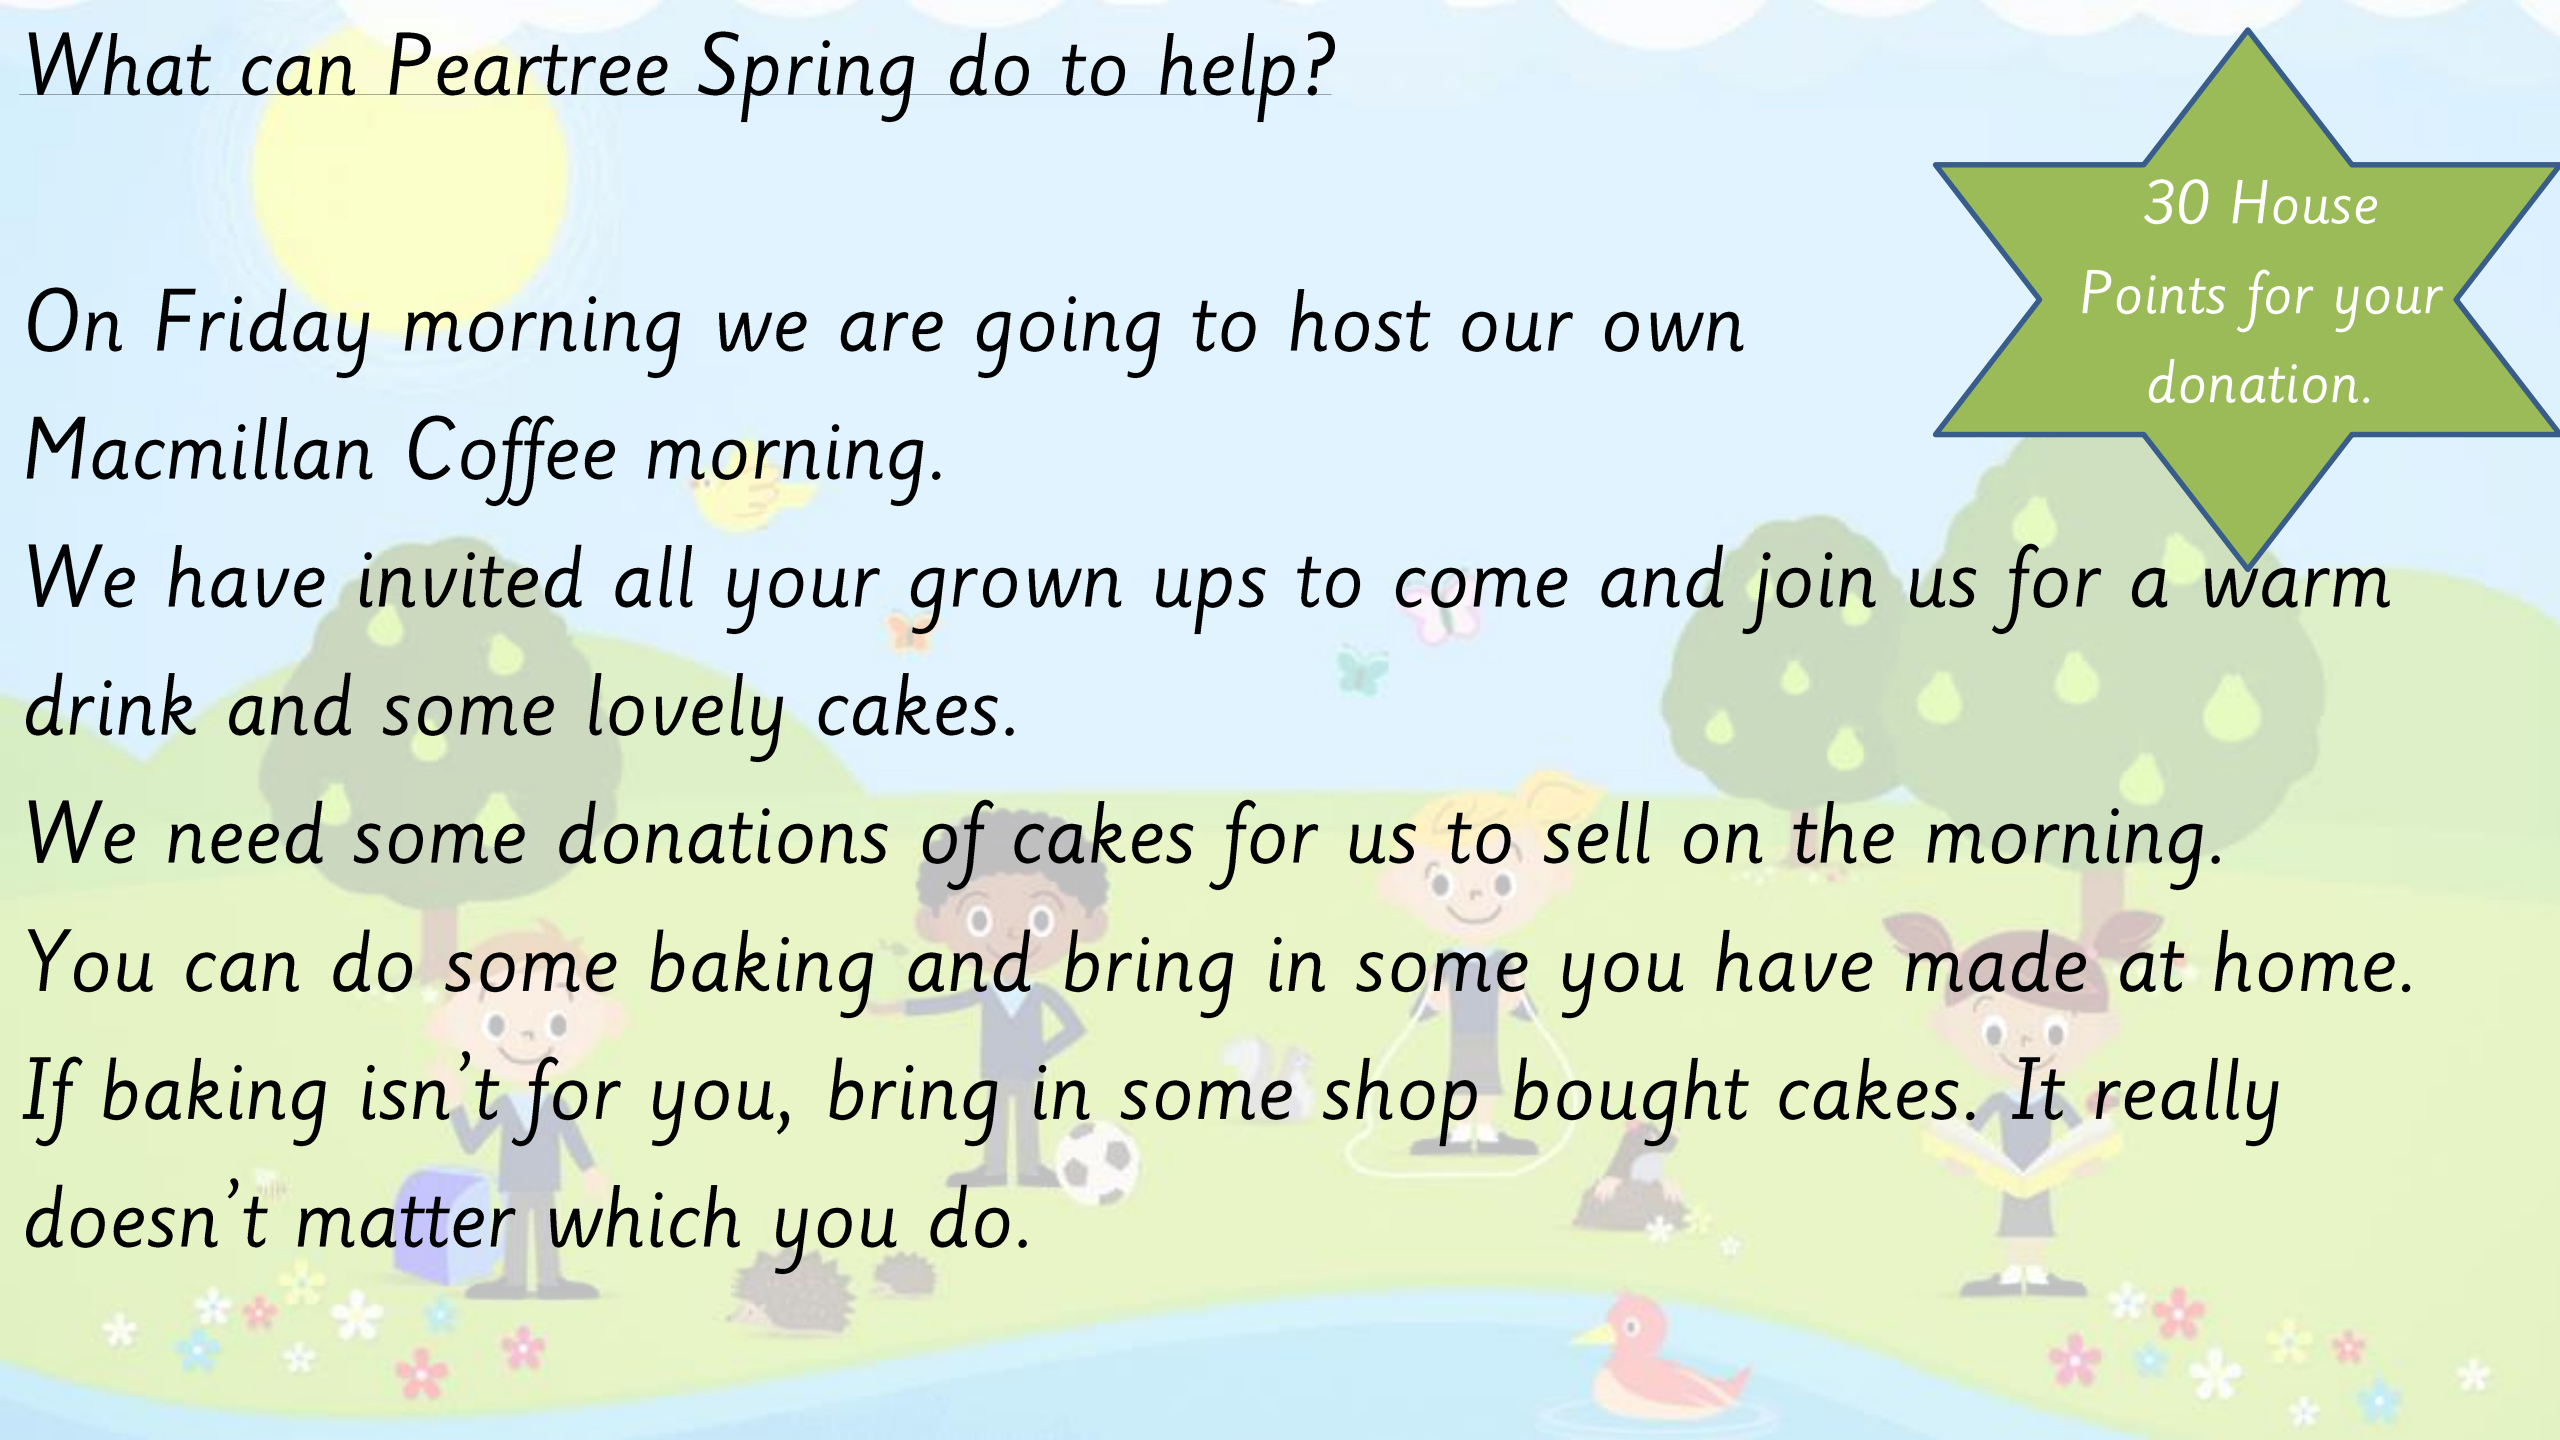 What can Peartree Spring do to help?
30 House
Points for your
donation.
On Friday morning we are going to host our own
Macmillan Coffee morning.
We have invited all your grown ups to come and join us for a warm
drink and some lovely cakes.
We need some donations of cakes for us to sell on the morning.
You can do some baking and bring in some you have made at home.
If baking isn’t for you, bring in some shop bought cakes. It really
doesn’t matter which you do.